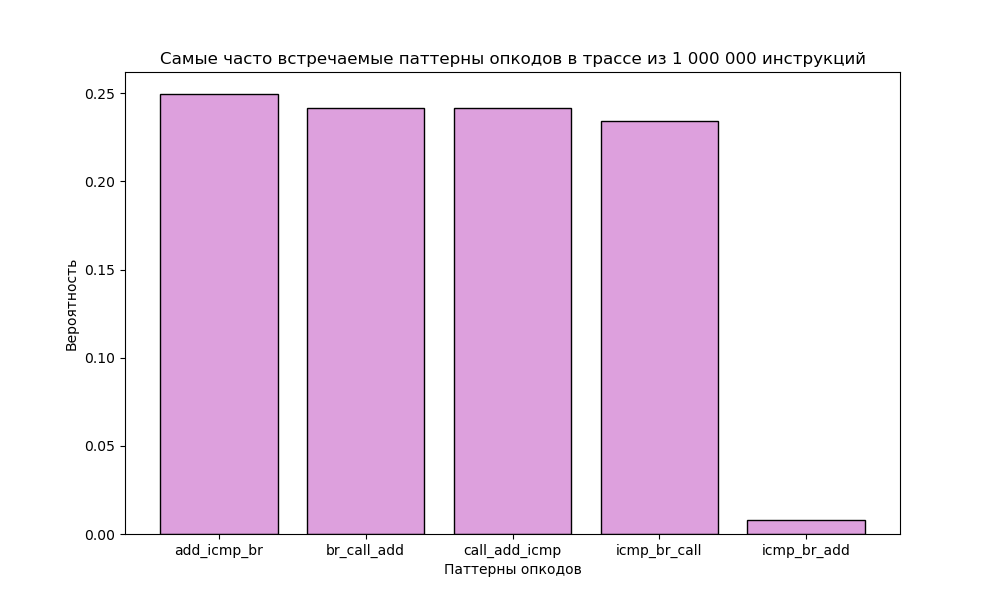 Самые часто встречаемые паттерны опкодов в трассе из 1 000 000 инструкций
Вероятность
0.25
0.20
0.15
0.10
0.05
0.00
add_icmp_br
br_call_add
call_add_icmp
icmp_br_call
icmp_br_add
Паттерны опкодов